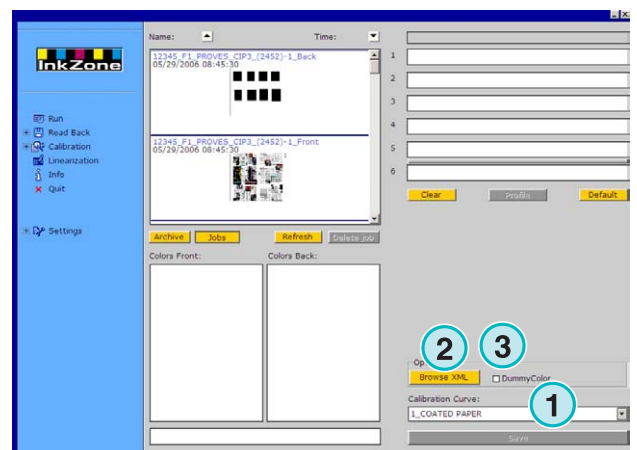 InkZone
Run
Read Back
Calibration
Linearization
Info
Quit
Settings
Name:
Time:
12345_F1_PROVES_CIP3_(2452)-1_Back
05/29/2006 08:45:30
12345_F1_PROVES_CIP3_(2452)-1_Front
05/29/2006 08:45:30
Archive
Jobs
Refresh
Delete Job
Colors Front:
Colors Back:
1
2
3
4
5
6
Clear
Profile
Default
2
3
Browse XML
DummyColor
Calibration Curve:
1
1_COATED PAPER
Save